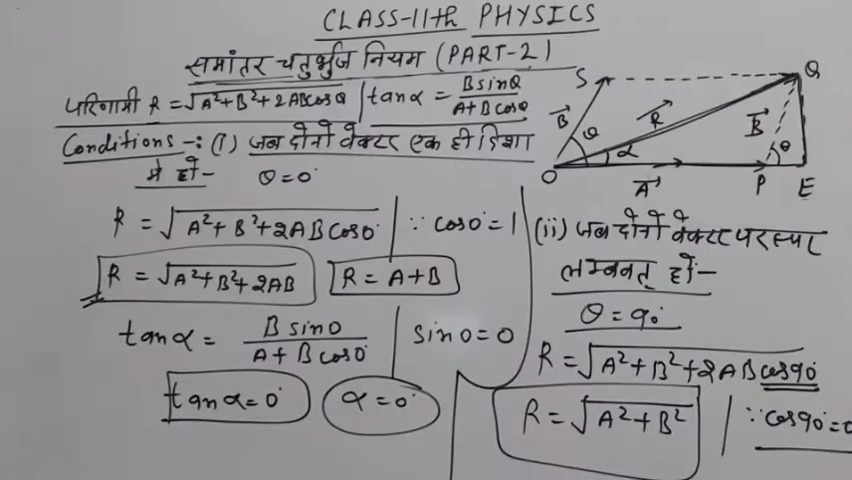 CLASS-11th PHYSICS
समांतर चतुर्भुज नियम (PART-2)
परिणामी R = √A²+B²+2ABcosθ | tanα = Bsinθ / A+Bcosθ
Conditions -: (i) जब दोनो वेक्टर एक ही दिशा
मे हो- θ=0°
R = √A²+B²+2ABcos0° | ∵ cos0°=1
R = √A²+B²+2AB
R = A+B
tanα = Bsin0 / A+Bcos0° | sin0=0
tanα=0°
α=0°
S
Q
B⃗
R⃗
B⃗
θ
α
θ
O
A⃗
P
E
(ii) जब दोनो वेक्टर परस्पर
लम्बवत् हो-
θ=90°
R = √A²+B²+2ABcos90°
R = √A²+B² | ∵ cos90°=0